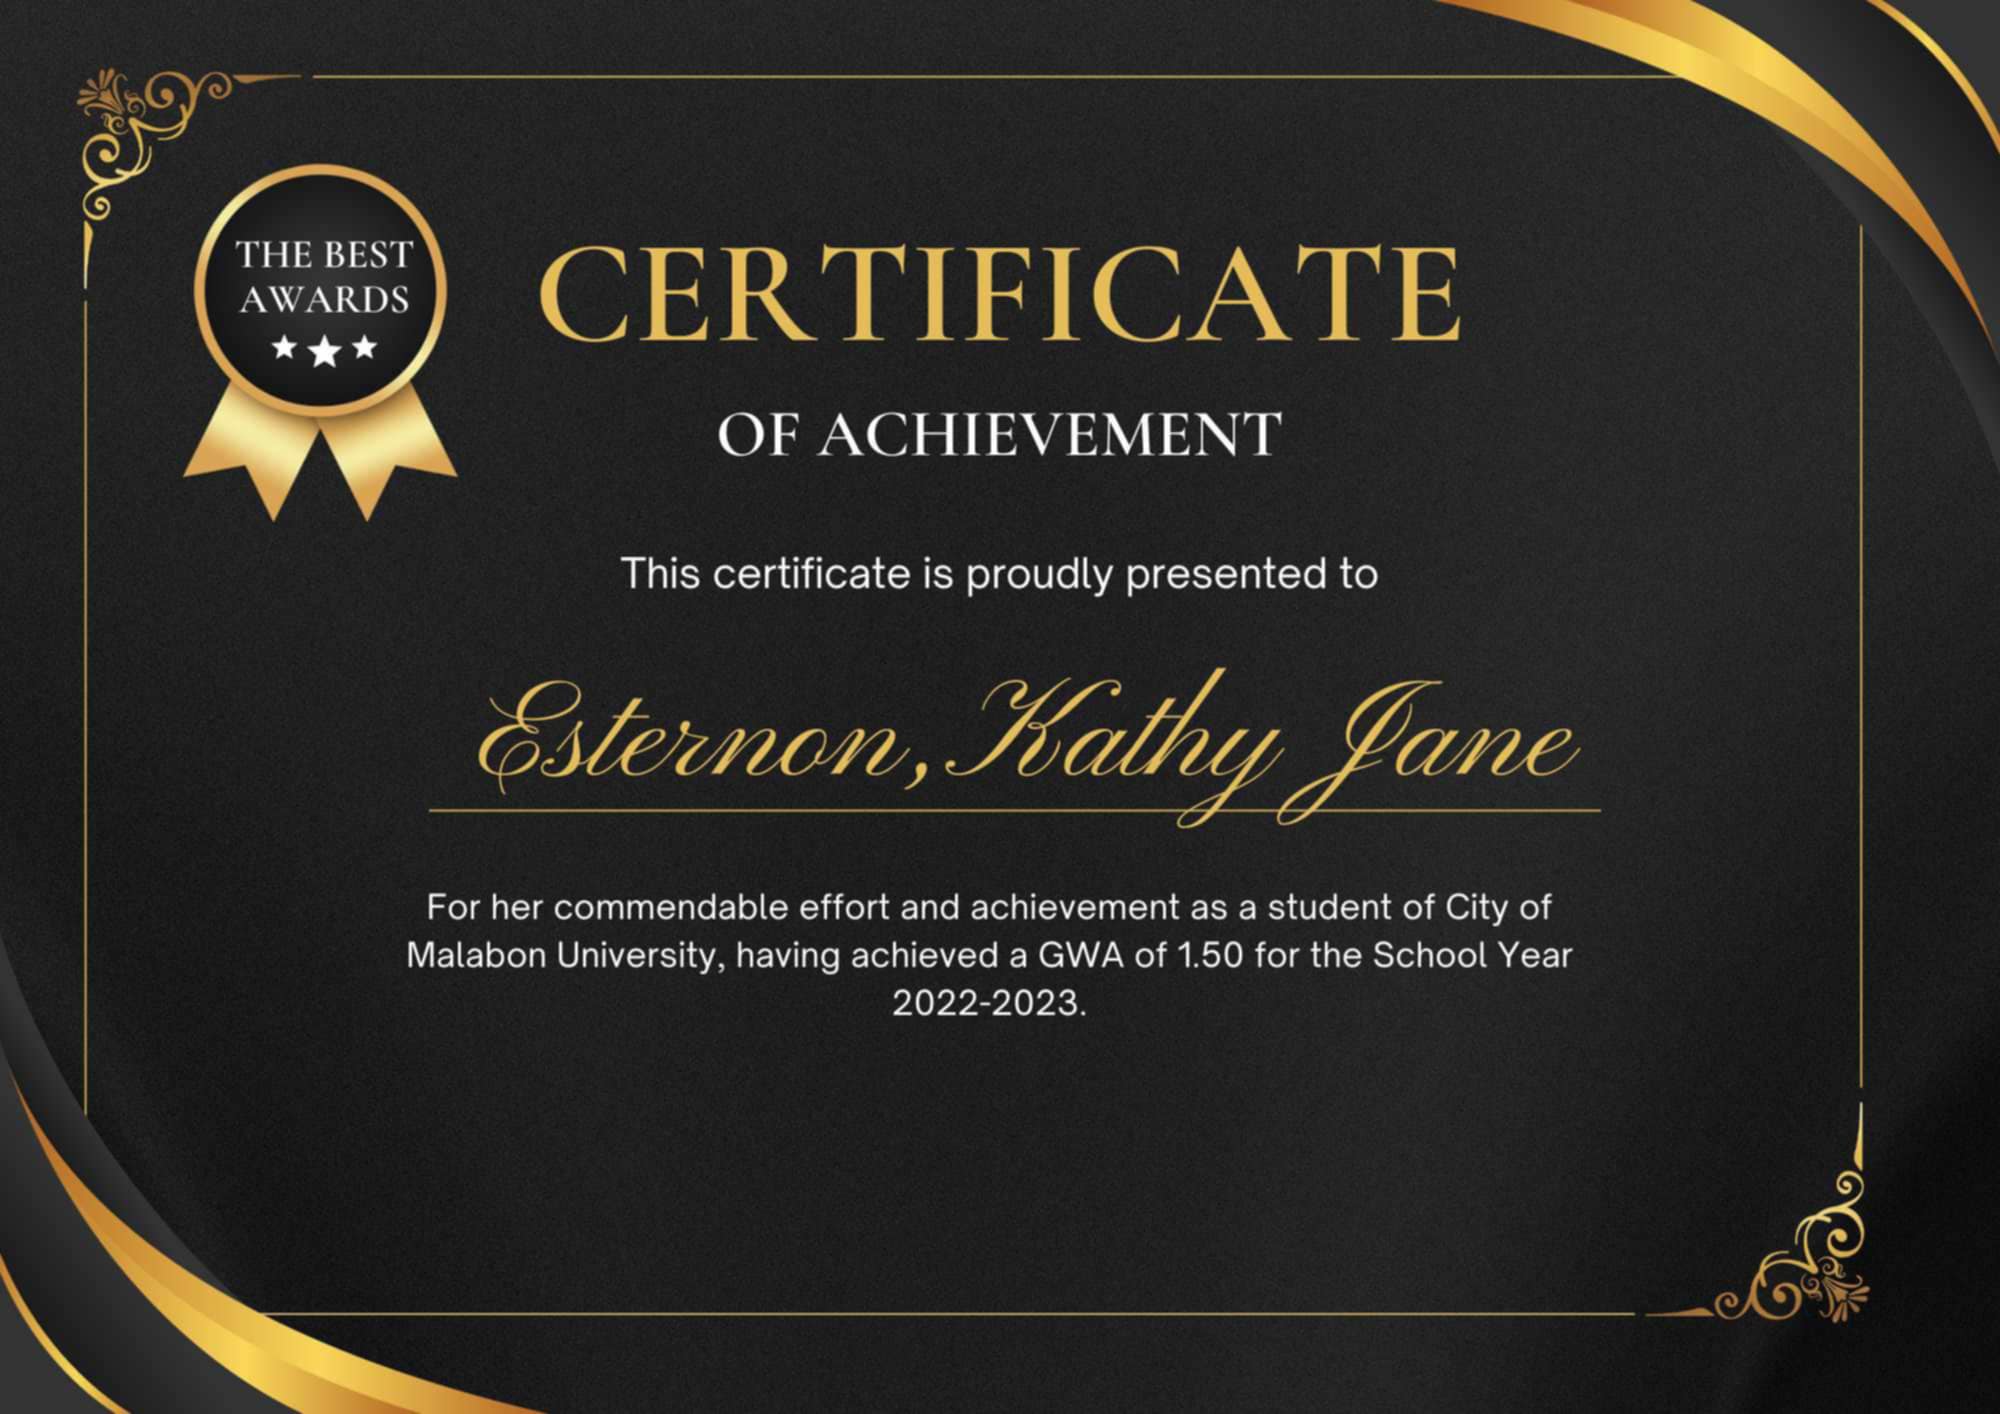 THE BEST
AWARDS
CERTIFICATE
OF ACHIEVEMENT
This certificate is proudly presented to
Esternon, Kathy Jane
For her commendable effort and achievement as a student of City of
Malabon University, having achieved a GWA of 1.50 for the School Year
2022-2023.